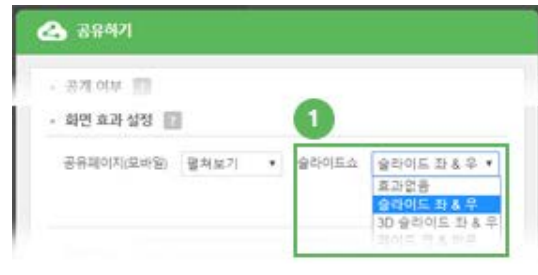 공유하기
공개 여부 ?
화면 효과 설정 ?
1
공유페이지(모바일) 펼쳐보기 ▼ 슬라이드쇼 슬라이드 좌 & 우 ▼
효과없음
슬라이드 좌 & 우
3D 슬라이드 좌 & 우